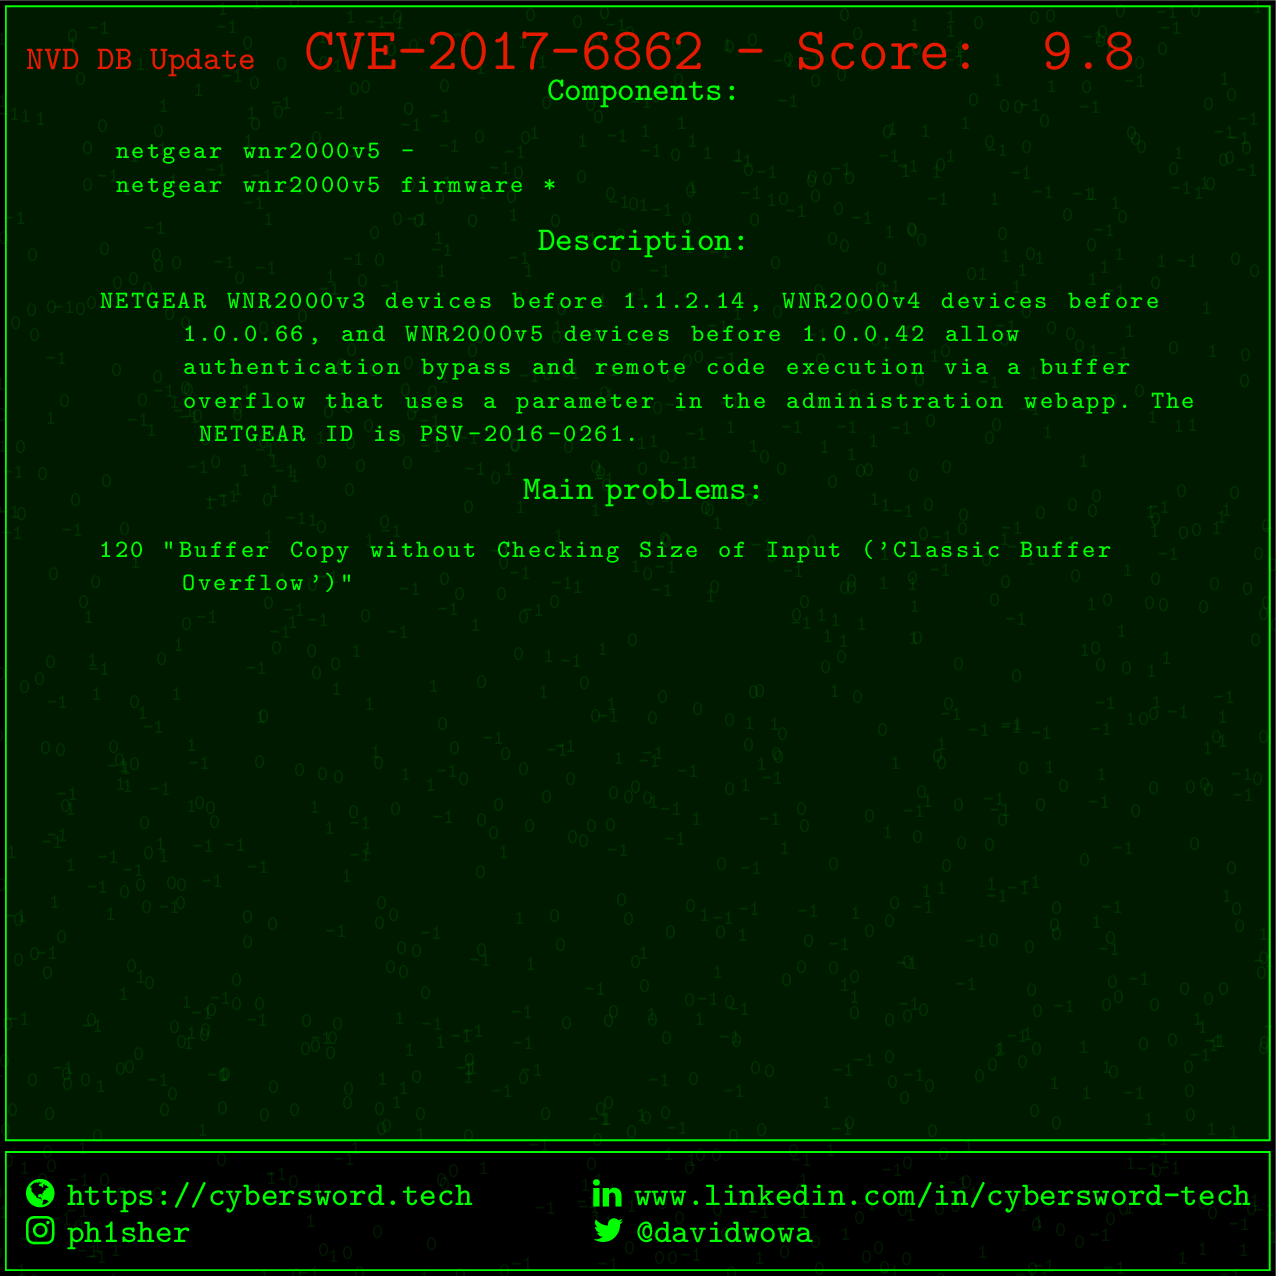 NVD DB Update CVE-2017-6862 - Score: 9.8
Components:
netgear wnr2000v5 -
netgear wnr2000v5 firmware *
Description:
NETGEAR WNR2000v3 devices before 1.1.2.14, WNR2000v4 devices before
1.0.0.66, and WNR2000v5 devices before 1.0.0.42 allow
authentication bypass and remote code execution via a buffer
overflow that uses a parameter in the administration webapp. The
NETGEAR ID is PSV-2016-0261.
Main problems:
120 "Buffer Copy without Checking Size of Input ('Classic Buffer
Overflow')"
https://cybersword.tech
www.linkedin.com/in/cybersword-tech
ph1sher
@davidwowa